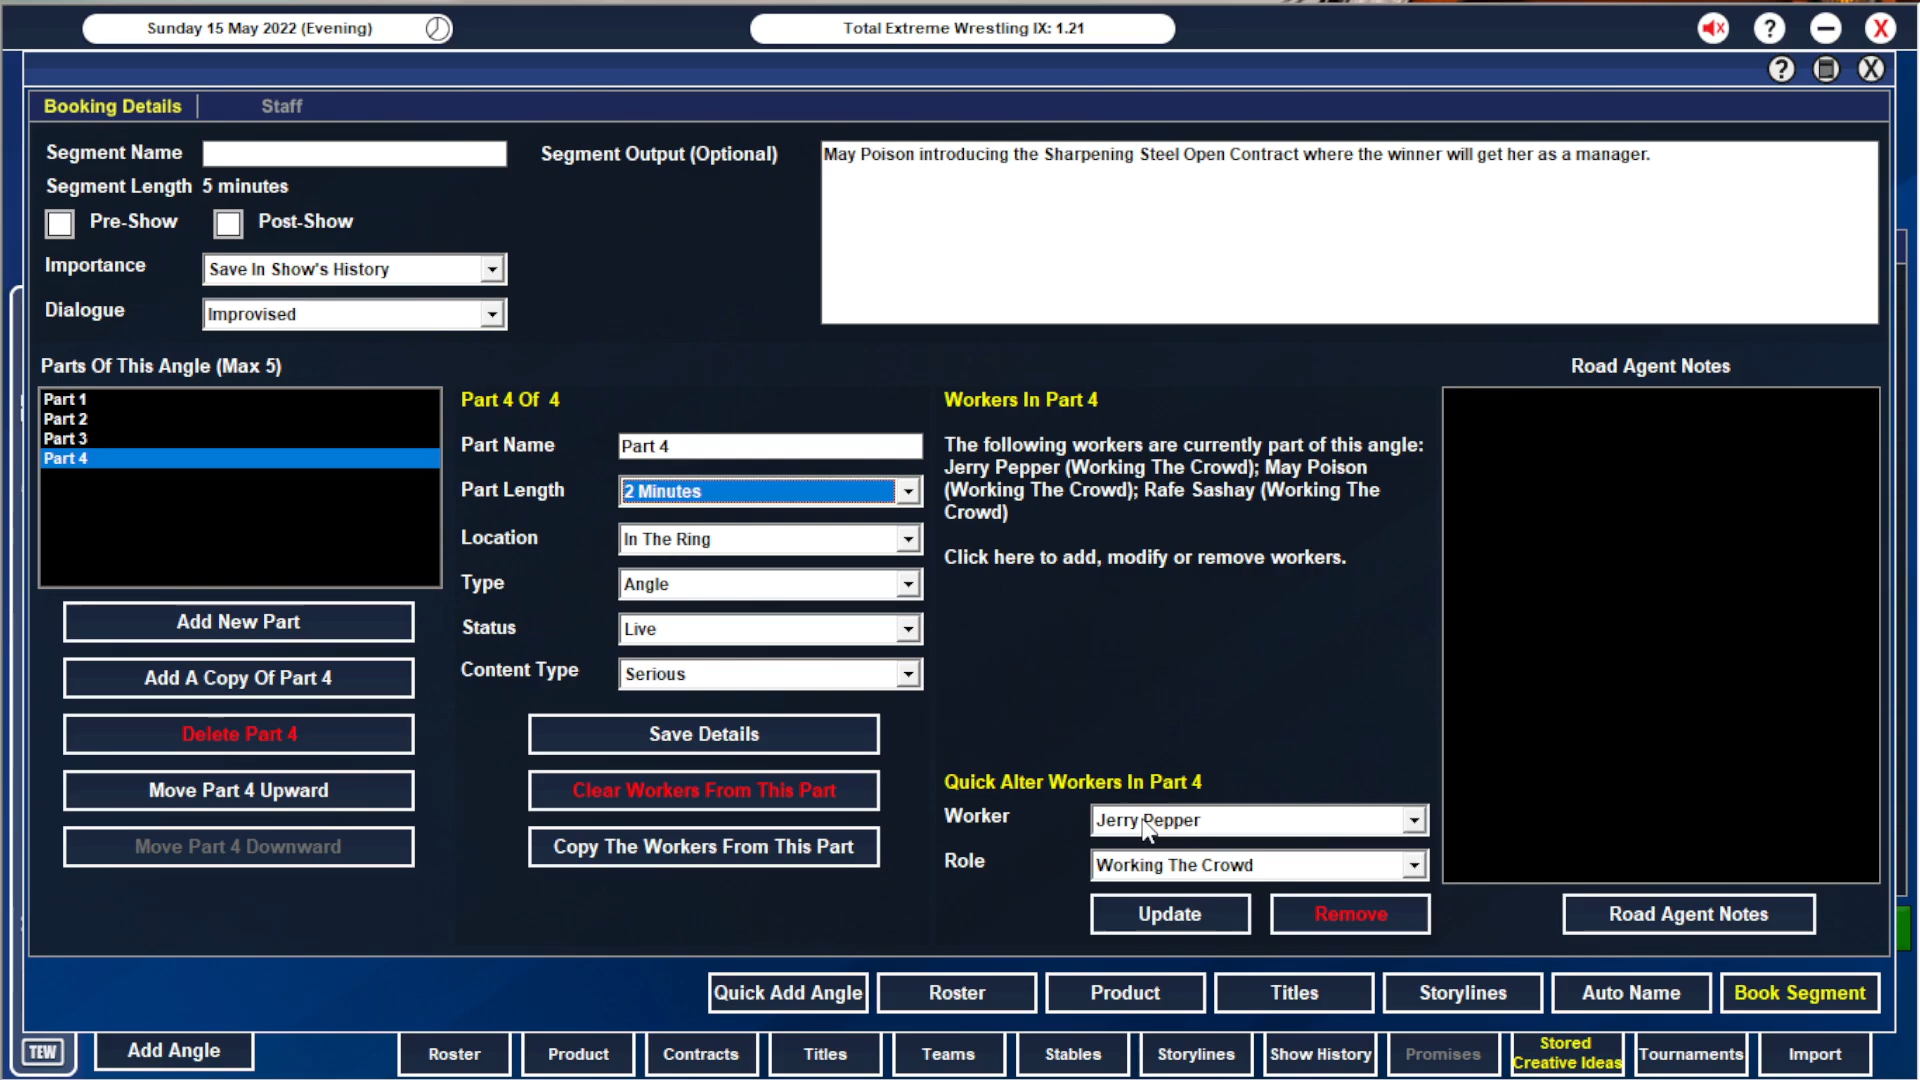 Sunday 15 May 2022 (Evening)
Total Extreme Wrestling IX: 1.21
?
X
?
X
Booking Details
Staff
Segment Name
Segment Output (Optional)
May Poison introducing the Sharpening Steel Open Contract where the winner will get her as a manager.
Segment Length 5 minutes
Pre-Show
Post-Show
Importance
Save In Show's History
Dialogue
Improvised
Parts Of This Angle (Max 5)
Part 1
Part 2
Part 3
Part 4
Add New Part
Add A Copy Of Part 4
Delete Part 4
Move Part 4 Upward
Move Part 4 Downward
Part 4 Of 4
Part Name
Part 4
Part Length
2 Minutes
Location
In The Ring
Type
Angle
Status
Live
Content Type
Serious
Save Details
Clear Workers From This Part
Copy The Workers From This Part
Workers In Part 4
The following workers are currently part of this angle:
Jerry Pepper (Working The Crowd); May Poison
(Working The Crowd); Rafe Sashay (Working The
Crowd)
Click here to add, modify or remove workers.
Quick Alter Workers In Part 4
Worker
Jerry Pepper
Role
Working The Crowd
Update
Remove
Road Agent Notes
Road Agent Notes
Quick Add Angle
Roster
Product
Titles
Storylines
Auto Name
Book Segment
TEW
Add Angle
Roster
Product
Contracts
Titles
Teams
Stables
Storylines
Show History
Promises
Stored
Creative Ideas
Tournaments
Import